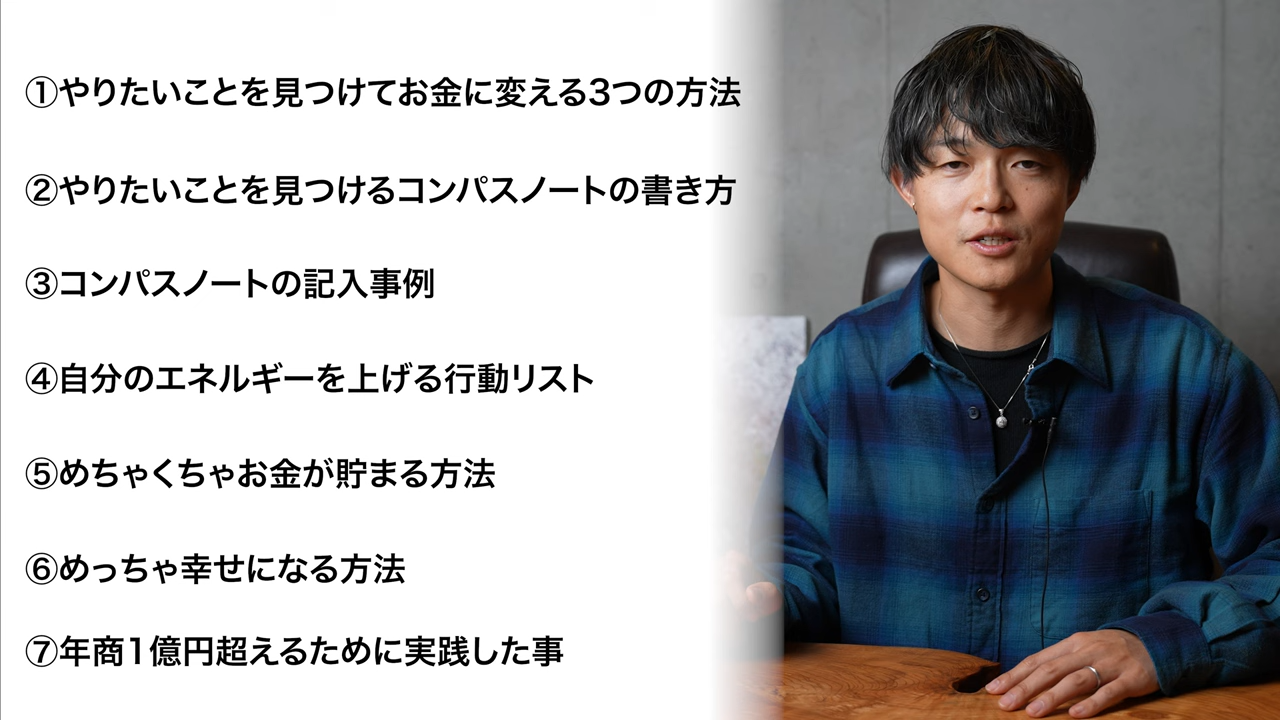 ①やりたいことを見つけてお金に変える3つの方法
②やりたいことを見つけるコンパスノートの書き方
③コンパスノートの記入事例
④自分のエネルギーを上げる行動リスト
⑤めちゃくちゃお金が貯まる方法
⑥めっちゃ幸せになる方法
⑦年商1億円超えるために実践した事